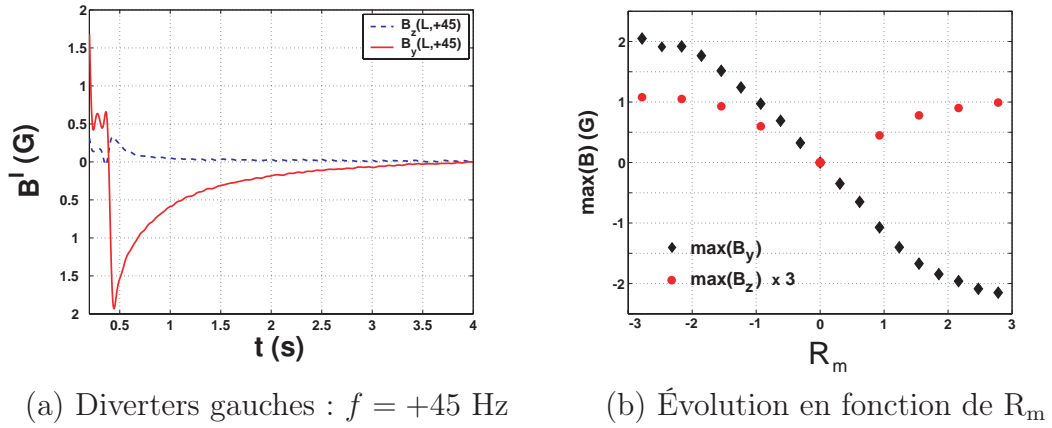 2
1.5
1
0.5
0
0.5
1
1.5
2
B^I (G)
0.5 1 1.5 2 2.5 3 3.5 4
t (s)
B_z(L,+45)
B_y(L,+45)
2
1
0
-1
-2
max(B) (G)
-3 -2 -1 0 1 2 3
R_m
max(B_y)
max(B_z) x 3
(a) Diverters gauches : f = +45 Hz
(b) Évolution en fonction de R_m